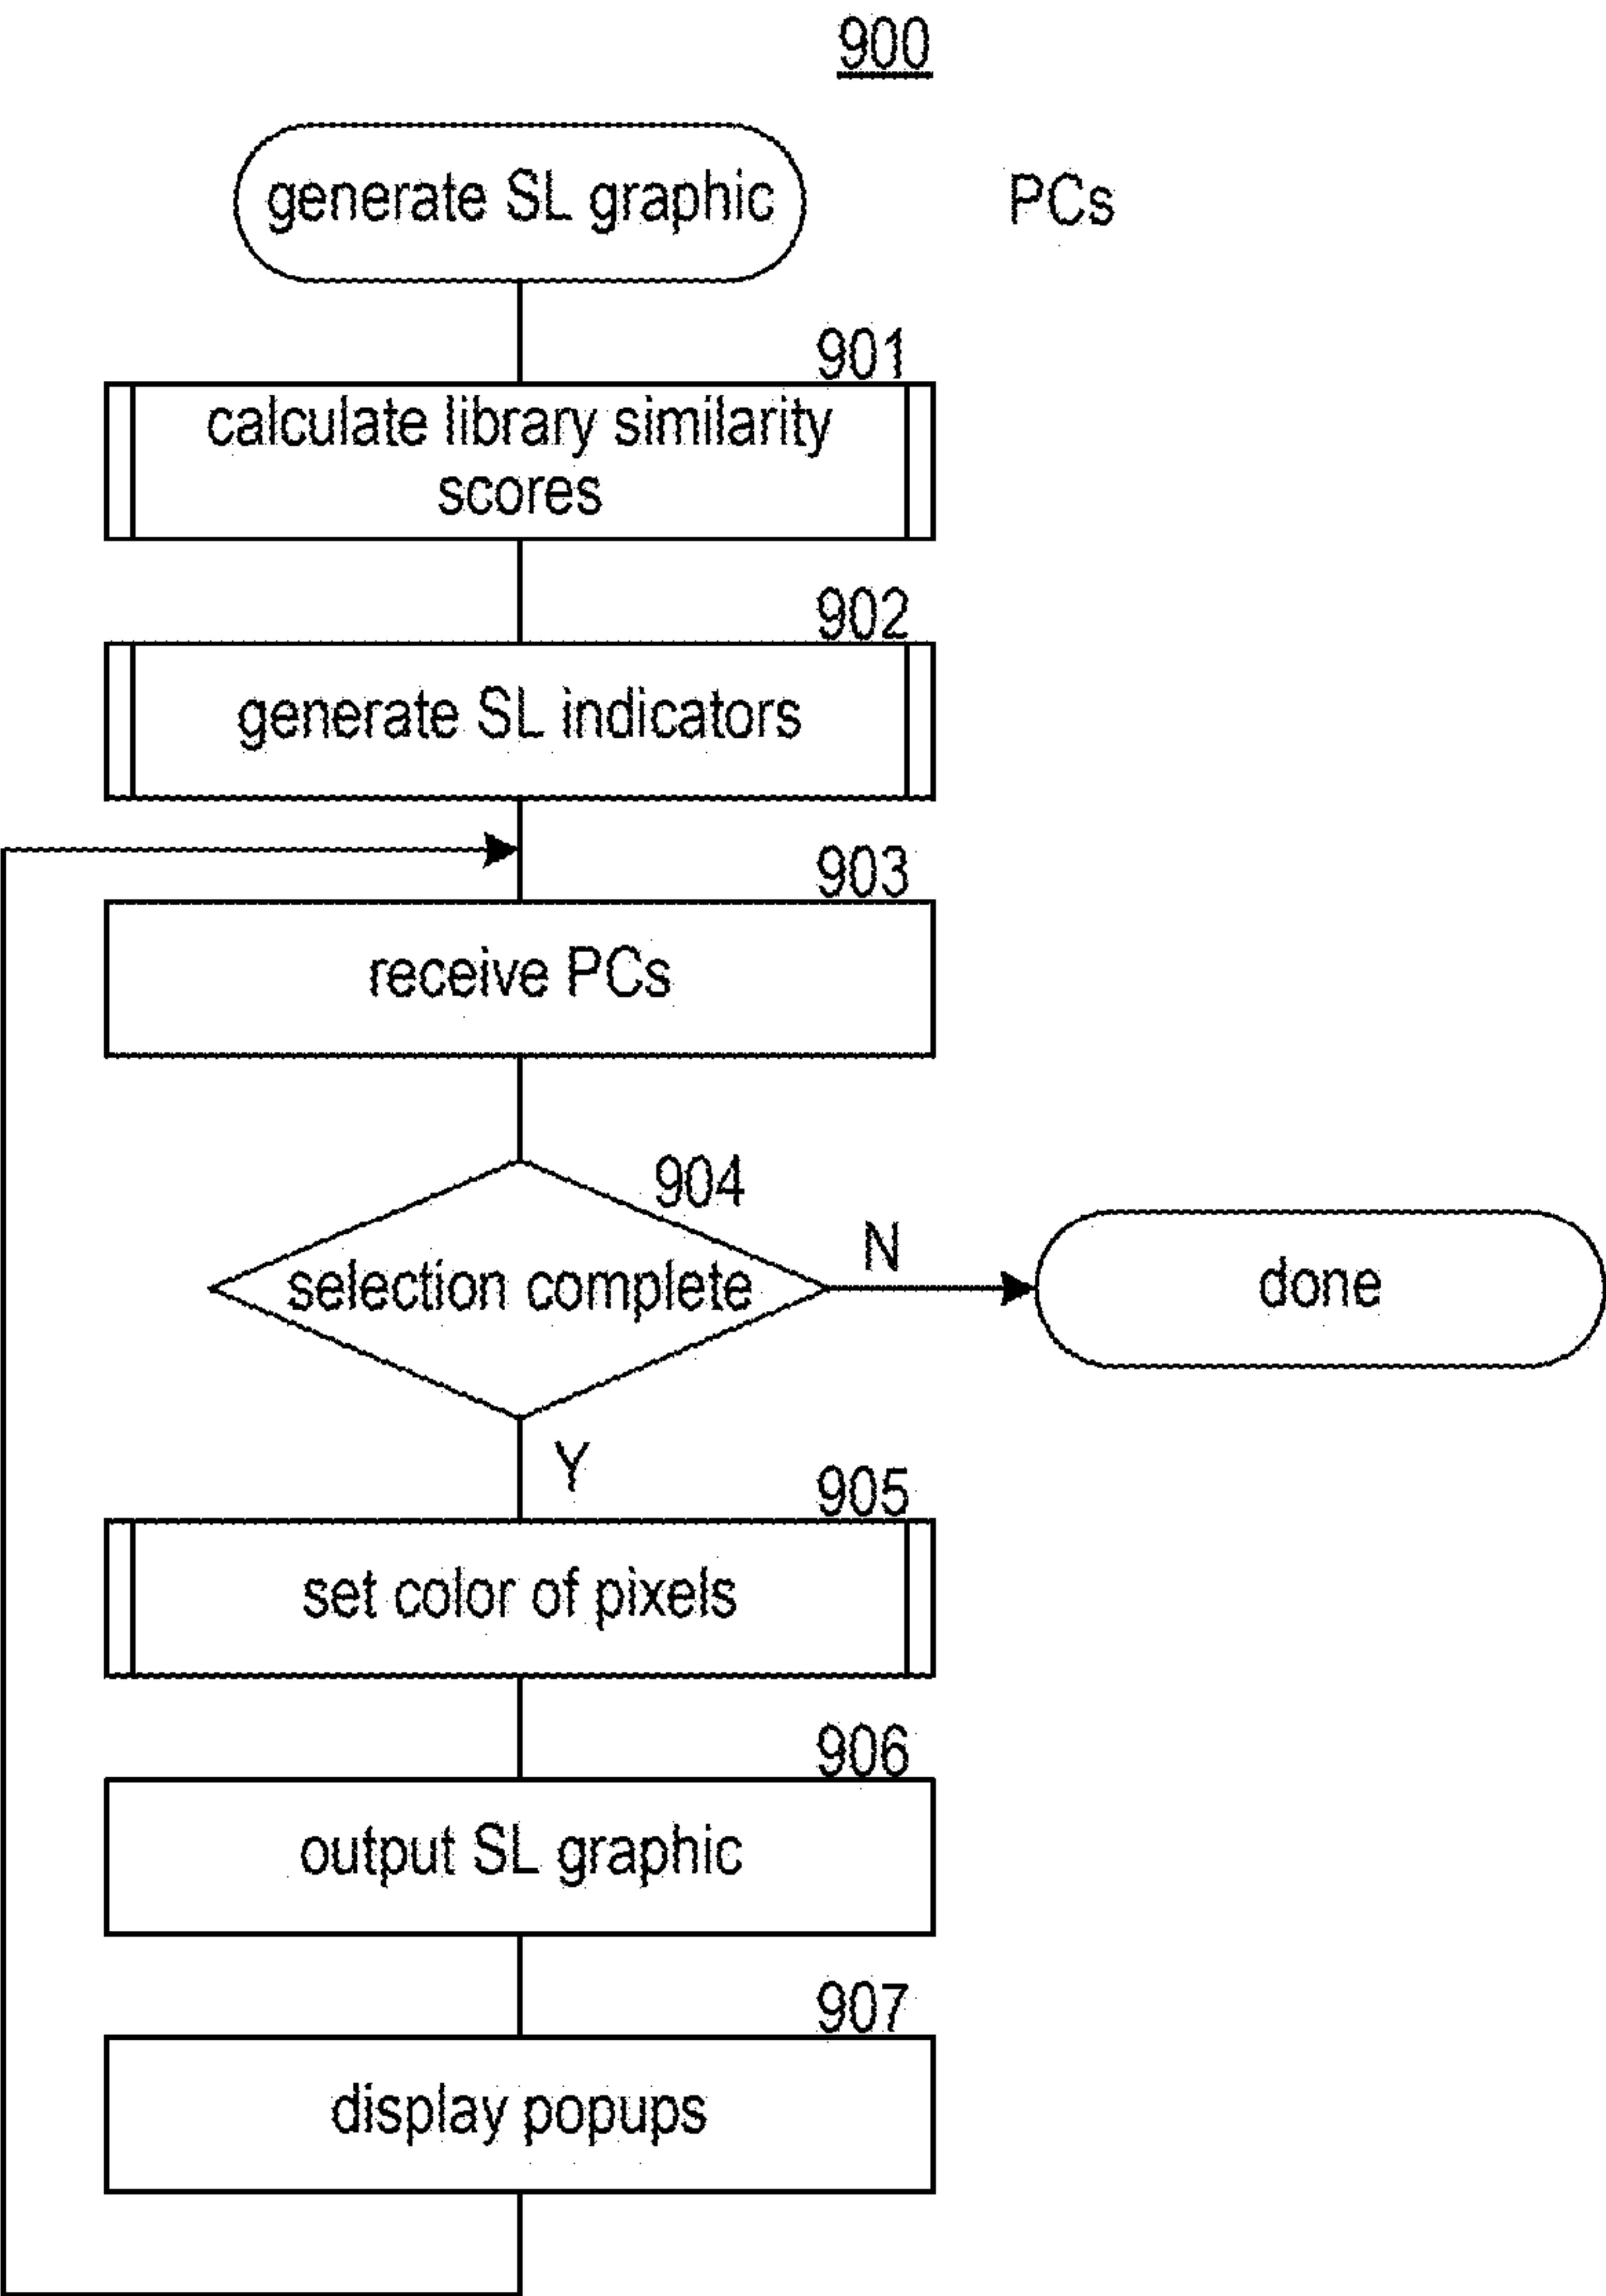 900
generate SL graphic
PCs
901
calculate library similarity
scores
902
generate SL indicators
903
receive PCs
904
selection complete
N
done
Y
905
set color of pixels
906
output SL graphic
907
display popups